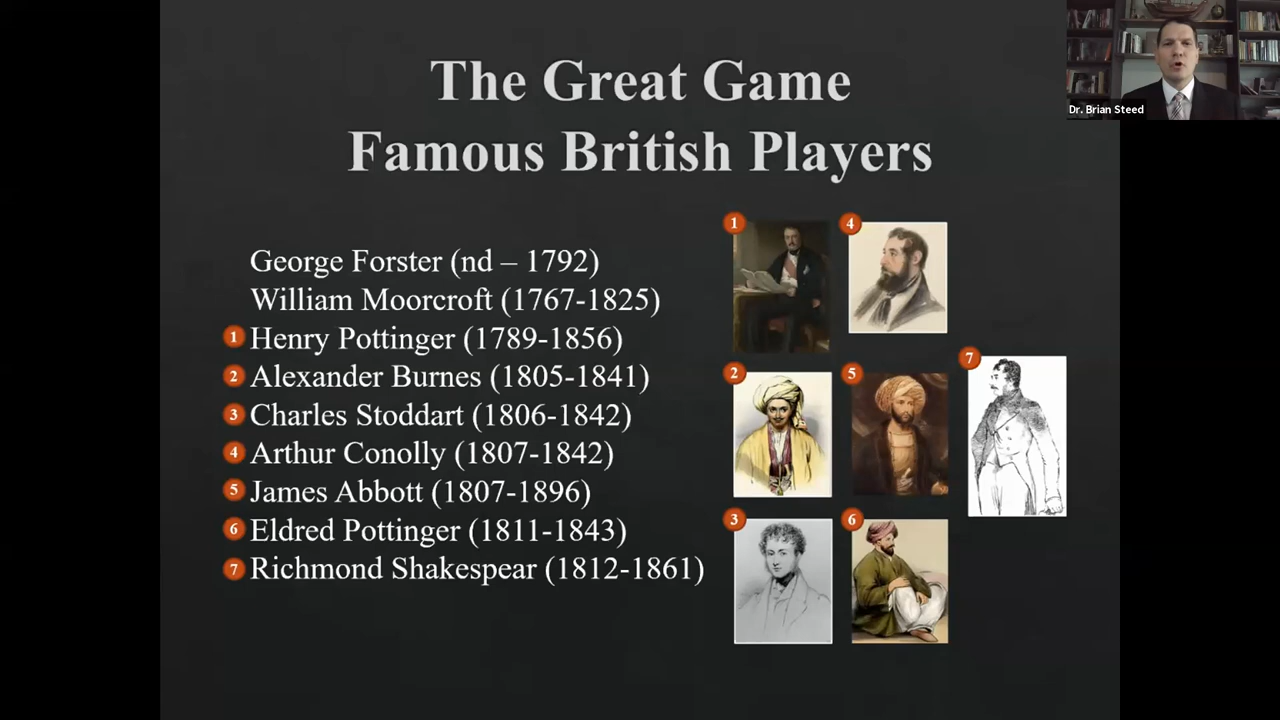 The Great Game
Famous British Players
Dr. Brian Steed
George Forster (nd – 1792)
William Moorcroft (1767-1825)
1 Henry Pottinger (1789-1856)
2 Alexander Burnes (1805-1841)
3 Charles Stoddart (1806-1842)
4 Arthur Conolly (1807-1842)
5 James Abbott (1807-1896)
6 Eldred Pottinger (1811-1843)
7 Richmond Shakespear (1812-1861)
1
4
2
5
7
3
6